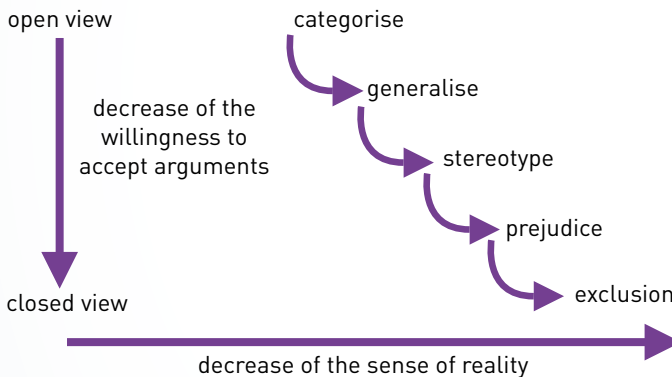 open view
categorise
generalise
decrease of the
willingness to
accept arguments
stereotype
prejudice
exclusion
closed view
decrease of the sense of reality